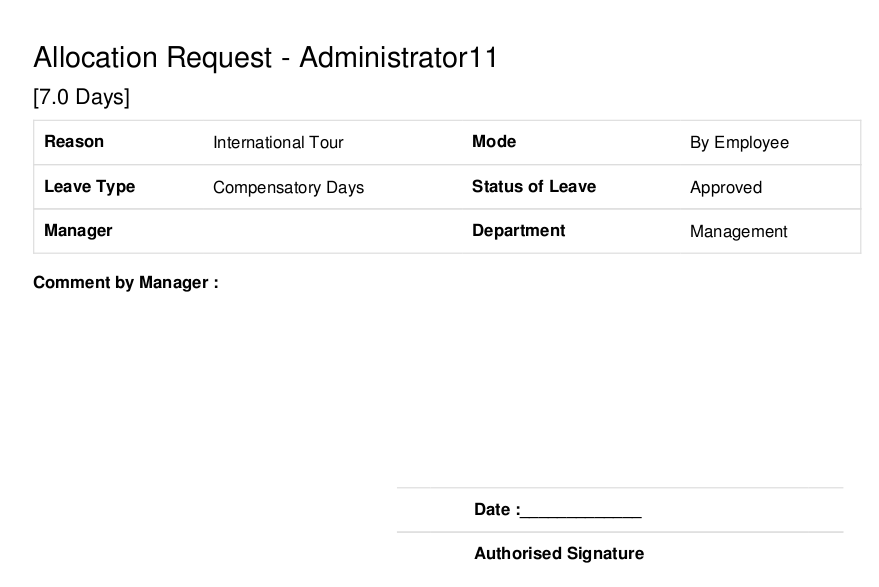 Allocation Request - Administrator11
[7.0 Days]
Reason International Tour Mode By Employee
Leave Type Compensatory Days Status of Leave Approved
Manager Department Management
Comment by Manager :
Date :_____________
Authorised Signature